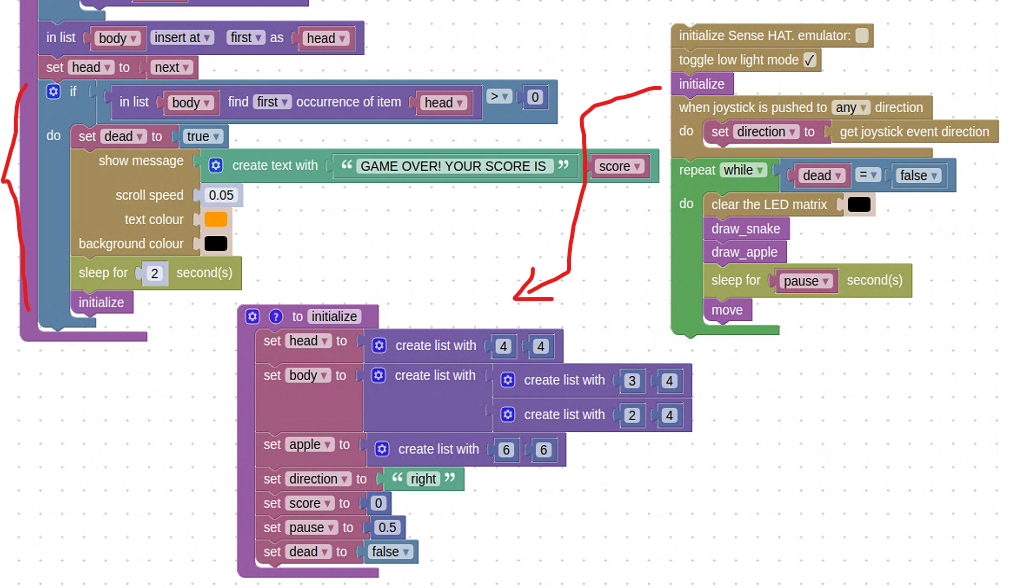 in list body insert at first as head
set head to next
if in list body find first occurrence of item head > 0
do set dead to true
show message create text with “ GAME OVER! YOUR SCORE IS ” score
scroll speed 0.05
text colour
background colour
sleep for 2 second(s)
initialize
? to initialize
set head to create list with 4 4
set body to create list with create list with 3 4
create list with 2 4
set apple to create list with 6 6
set direction to “ right ”
set score to 0
set pause to 0.5
set dead to false
initialize Sense HAT. emulator:
toggle low light mode ✓
initialize
when joystick is pushed to any direction
do set direction to get joystick event direction
repeat while dead = false
do clear the LED matrix
draw_snake
draw_apple
sleep for pause second(s)
move